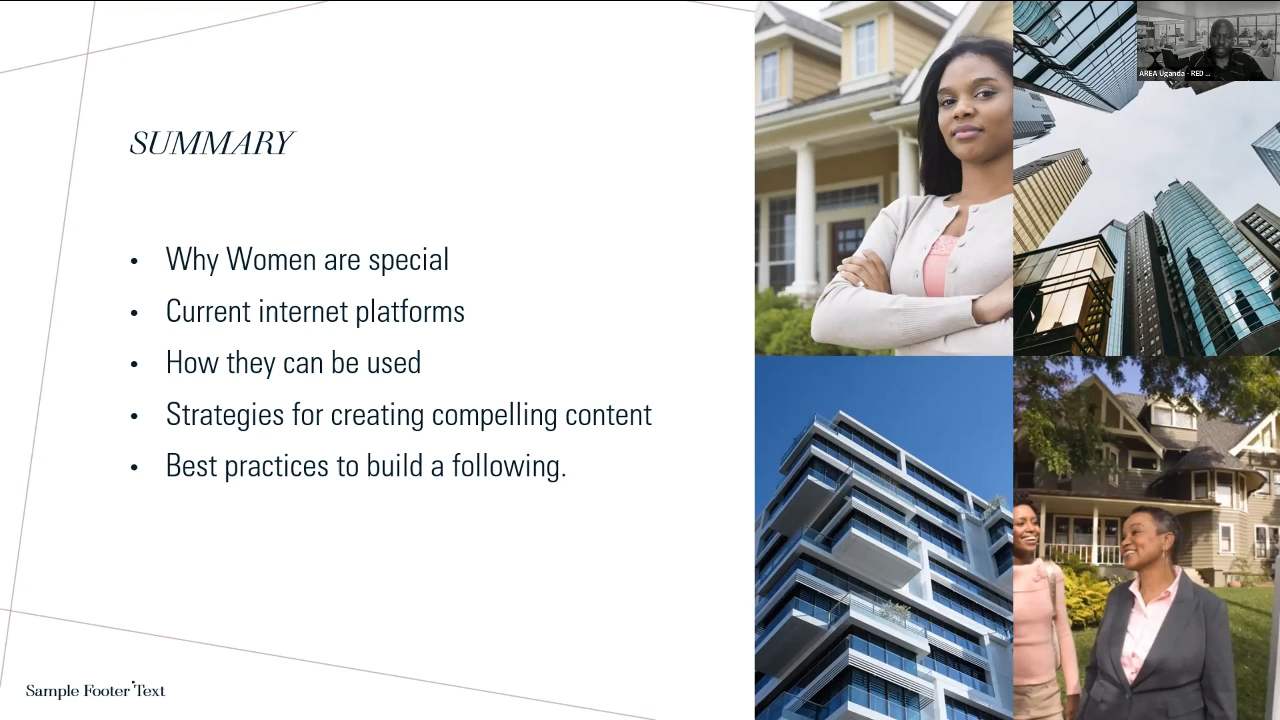 SUMMARY
• Why Women are special
• Current internet platforms
• How they can be used
• Strategies for creating compelling content
• Best practices to build a following.
Sample Footer Text
AREA Uganda - RED ...